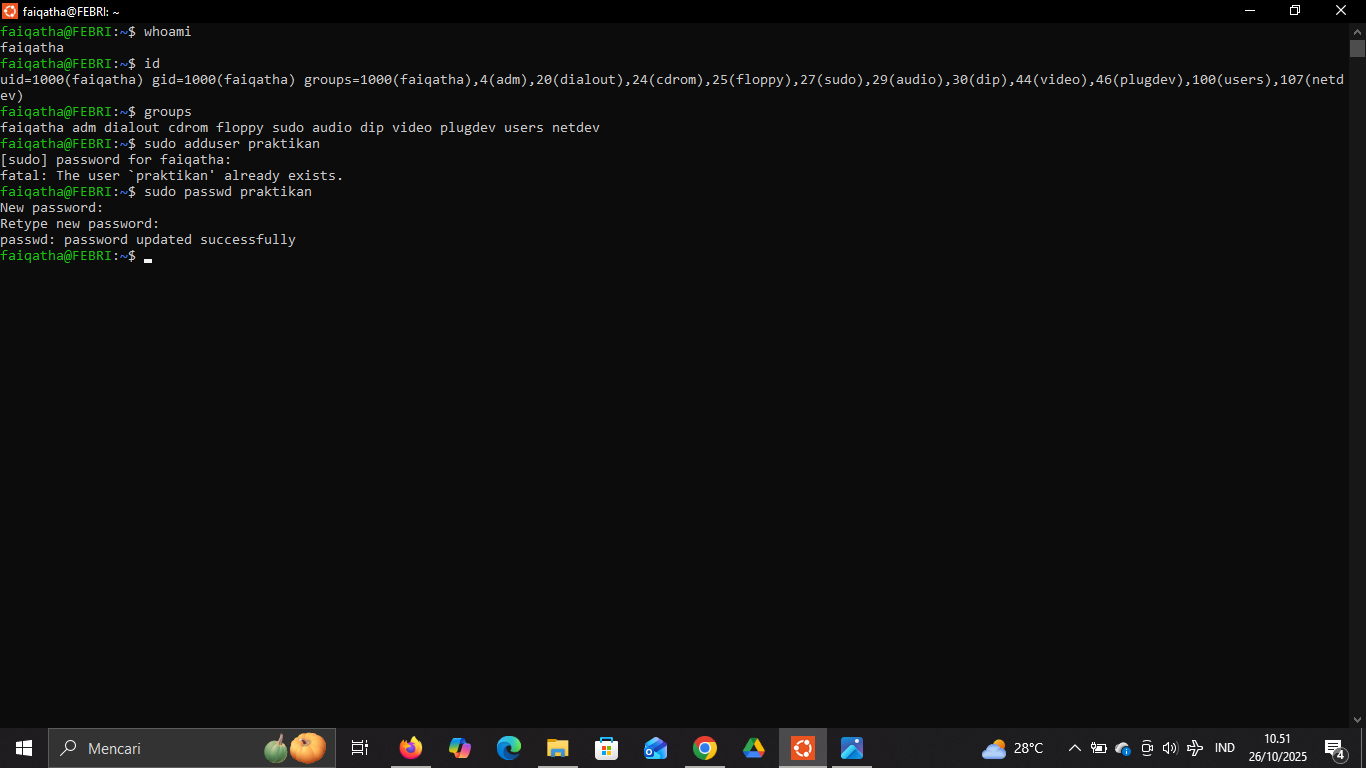 faiqatha@FEBRI: ~
faiqatha@FEBRI:~$ whoami
faiqatha
faiqatha@FEBRI:~$ id
uid=1000(faiqatha) gid=1000(faiqatha) groups=1000(faiqatha),4(adm),20(dialout),24(cdrom),25(floppy),27(sudo),29(audio),30(dip),44(video),46(plugdev),100(users),107(netd
ev)
faiqatha@FEBRI:~$ groups
faiqatha adm dialout cdrom floppy sudo audio dip video plugdev users netdev
faiqatha@FEBRI:~$ sudo adduser praktikan
[sudo] password for faiqatha:
fatal: The user `praktikan' already exists.
faiqatha@FEBRI:~$ sudo passwd praktikan
New password:
Retype new password:
passwd: password updated successfully
faiqatha@FEBRI:~$
Mencari
28°C
IND
10.51
26/10/2025
4